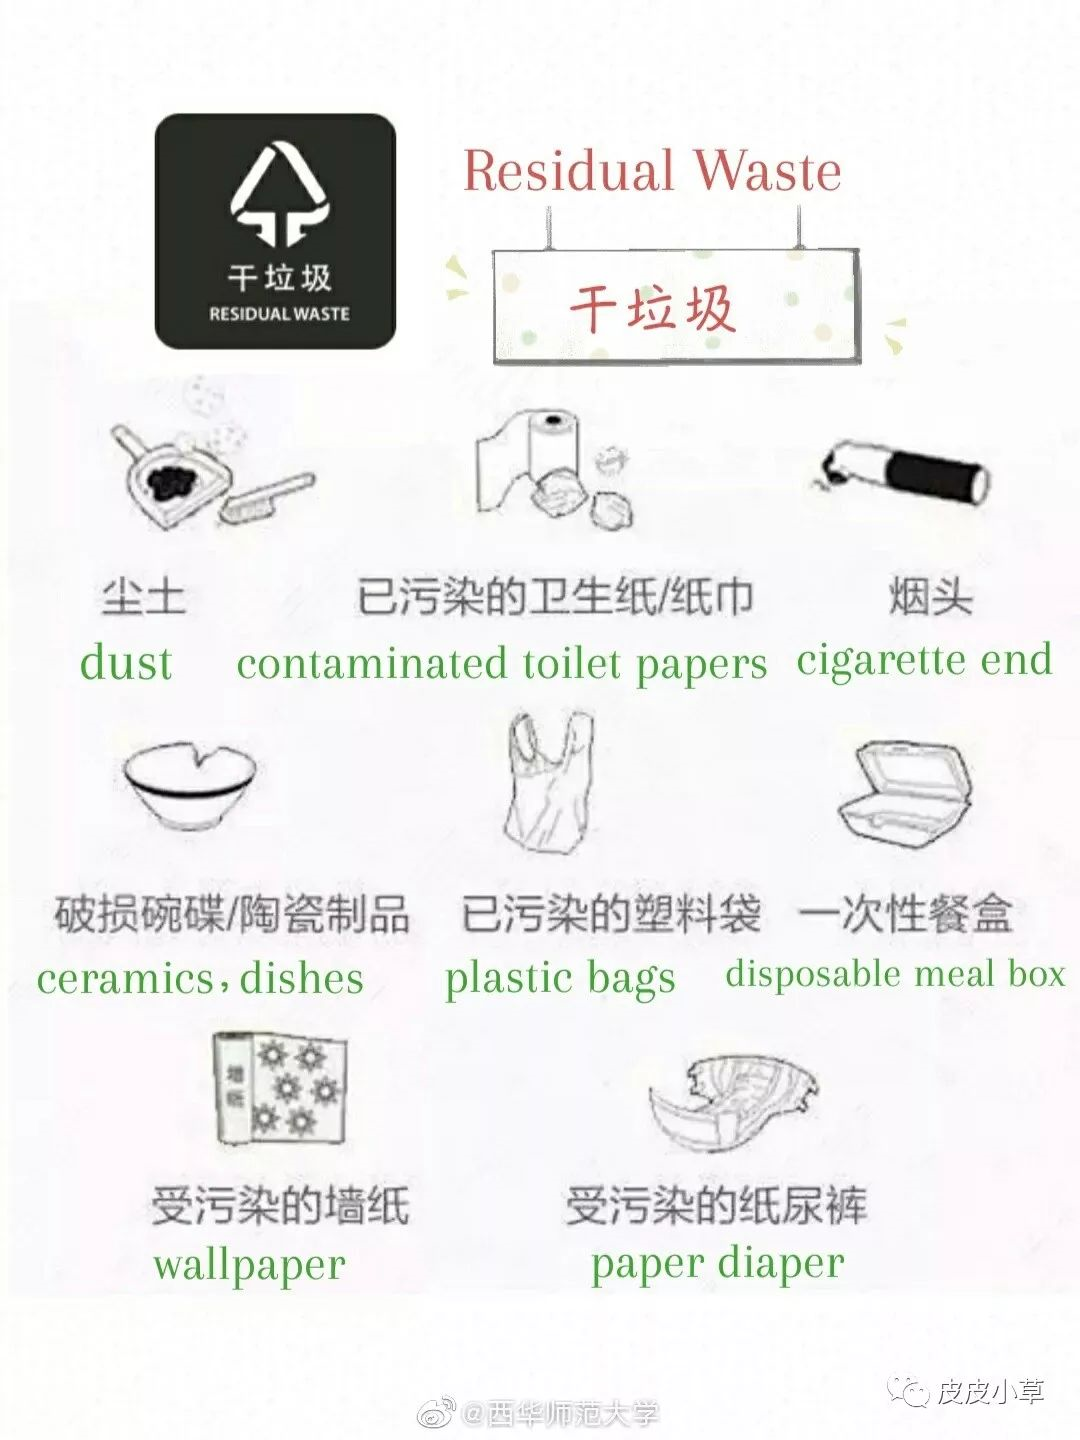 Residual Waste
干垃圾
RESIDUAL WASTE
干垃圾
尘土
已污染的卫生纸/纸巾
烟头
dust
contaminated toilet papers
cigarette end
破损碗碟/陶瓷制品
已污染的塑料袋
一次性餐盒
ceramics, dishes
plastic bags
disposable meal box
墙纸
受污染的墙纸
受污染的纸尿裤
wallpaper
paper diaper
皮皮小草
@西华师范大学